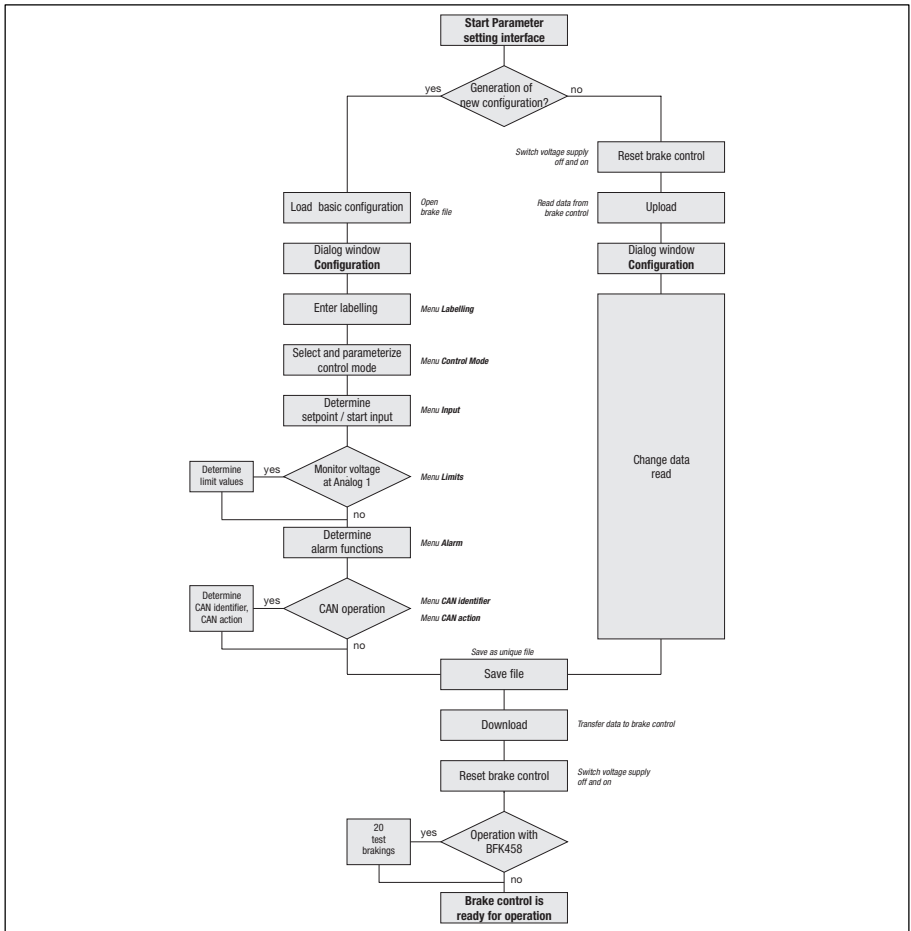 Start Parameter
setting interface
yes
Generation of
new configuration?
no
Switch voltage supply
off and on
Reset brake control
Load basic configuration
Open
brake file
Read data from
brake control
Upload
Dialog window
Configuration
Dialog window
Configuration
Enter labelling
Menu Labelling
Select and parameterize
control mode
Menu Control Mode
Determine
setpoint / start input
Menu Input
Determine
limit values
yes
Monitor voltage
at Analog 1
Menu Limits
no
Change data
read
Determine
alarm functions
Menu Alarm
Determine
CAN identifier,
CAN action
yes
CAN operation
Menu CAN identifier
Menu CAN action
no
Save as unique file
Save file
Download
Transfer data to brake control
Reset brake control
Switch voltage supply
off and on
20
test
brakings
yes
Operation with
BFK458
no
Brake control is
ready for operation